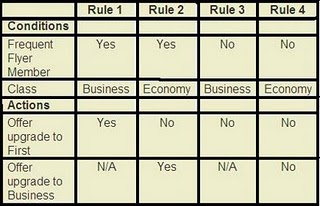 Rule 1 Rule 2 Rule 3 Rule 4
Conditions
Frequent Yes Yes No No
Flyer
Member
Class Business Economy Business Economy
Actions
Offer Yes No No No
upgrade to
First
Offer N/A Yes N/A No
upgrade to
Business